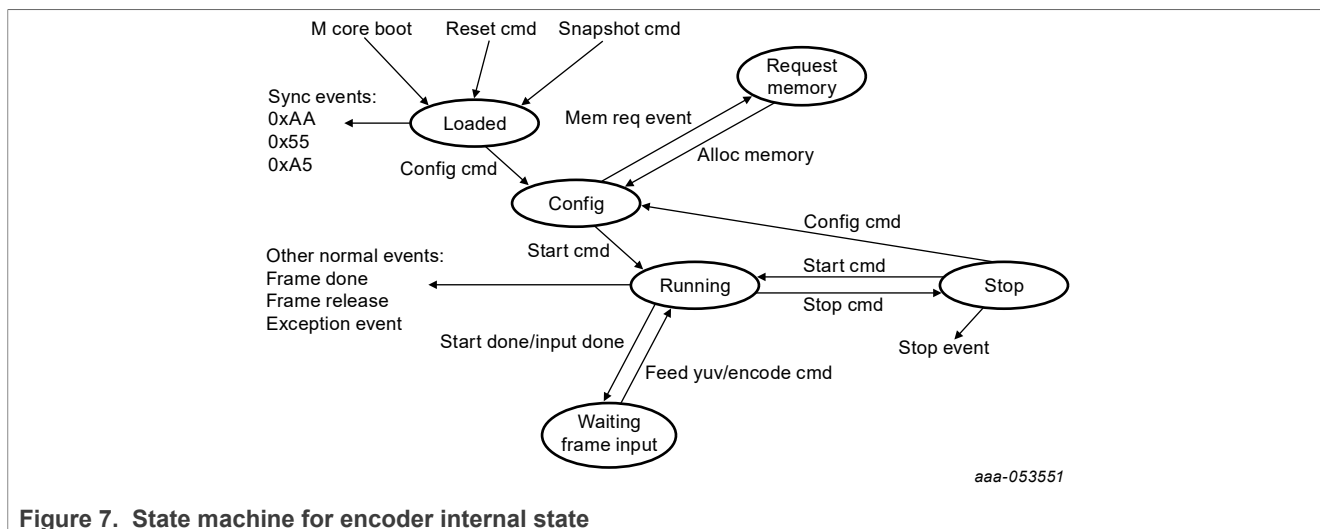 M core boot
Reset cmd
Snapshot cmd
Request
memory
Sync events:
0xAA
0x55
0xA5
Loaded
Mem req event
Alloc memory
Config cmd
Config
Config cmd
Start cmd
Other normal events:
Frame done
Frame release
Exception event
Running
Start cmd
Stop cmd
Stop
Start done/input done
Stop event
Feed yuv/encode cmd
Waiting
frame input
aaa-053551
Figure 7. State machine for encoder internal state